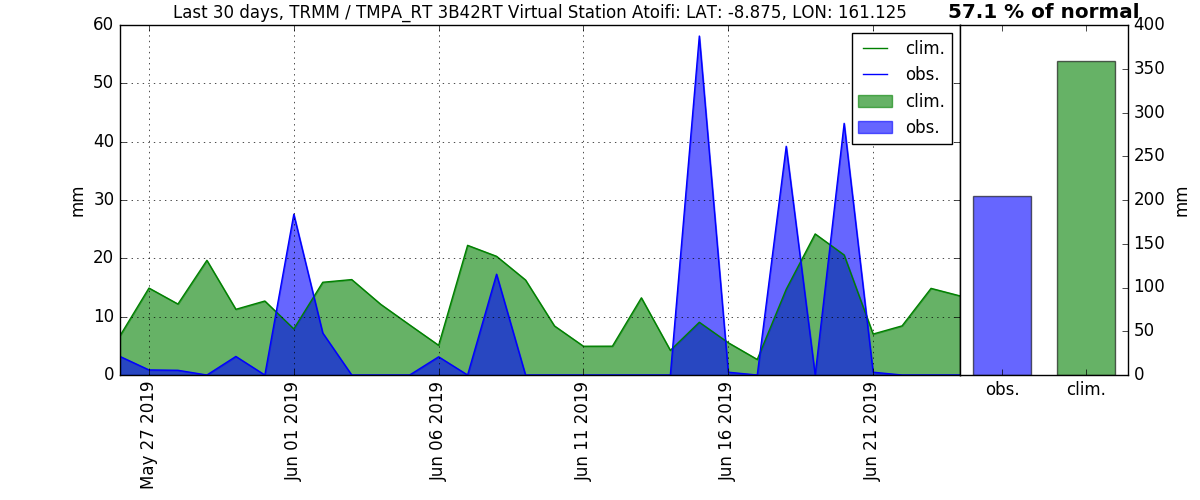 Last 30 days, TRMM / TMPA_RT 3B42RT Virtual Station Atoifi: LAT: -8.875, LON: 161.125
57.1 % of normal
60
50
40
30
20
10
0
mm
clim.
obs.
clim.
obs.
May 27 2019
Jun 01 2019
Jun 06 2019
Jun 11 2019
Jun 16 2019
Jun 21 2019
400
350
300
250
200
150
100
50
0
mm
obs.
clim.